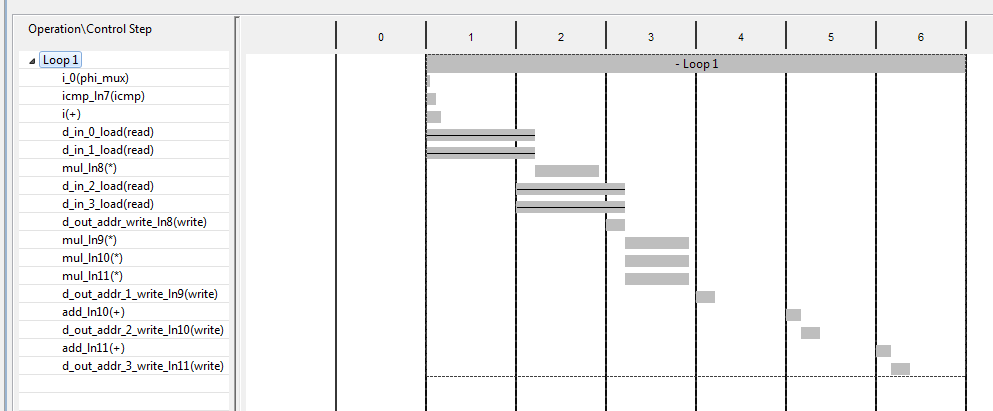 Operation\Control Step
0 1 2 3 4 5 6
Loop 1
- Loop 1
i_0(phi_mux)
icmp_ln7(icmp)
i(+)
d_in_0_load(read)
d_in_1_load(read)
mul_ln8(*)
d_in_2_load(read)
d_in_3_load(read)
d_out_addr_write_ln8(write)
mul_ln9(*)
mul_ln10(*)
mul_ln11(*)
d_out_addr_1_write_ln9(write)
add_ln10(+)
d_out_addr_2_write_ln10(write)
add_ln11(+)
d_out_addr_3_write_ln11(write)